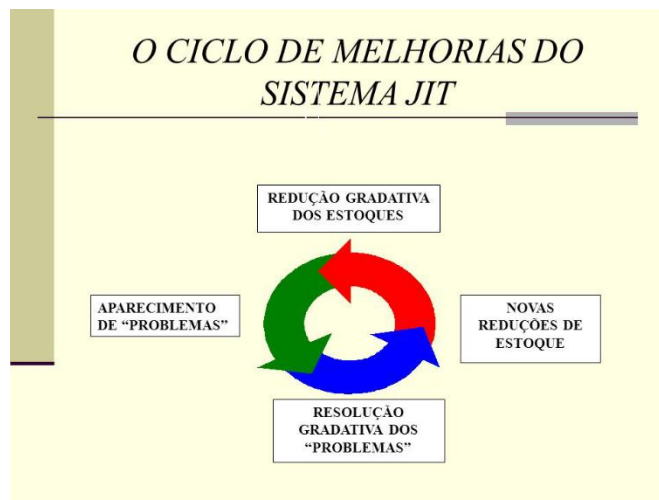 O CICLO DE MELHORIAS DO
SISTEMA JIT
REDUÇÃO GRADATIVA
DOS ESTOQUES
APARECIMENTO
DE “PROBLEMAS”
NOVAS
REDUÇÕES DE
ESTOQUE
RESOLUÇÃO
GRADATIVA DOS
“PROBLEMAS”